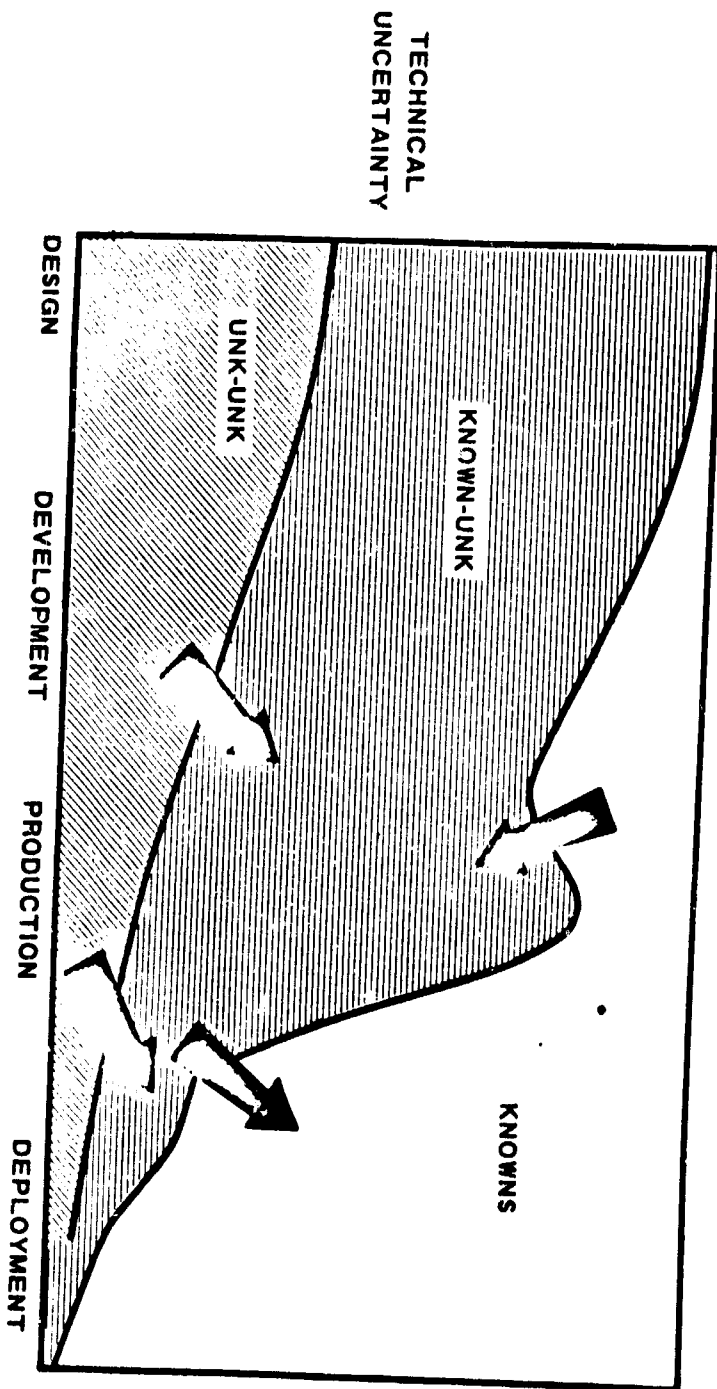 TECHNICAL
UNCERTAINTY
KNOWNS
KNOWN-UNK
UNK-UNK
DESIGN
DEVELOPMENT
PRODUCTION
DEPLOYMENT